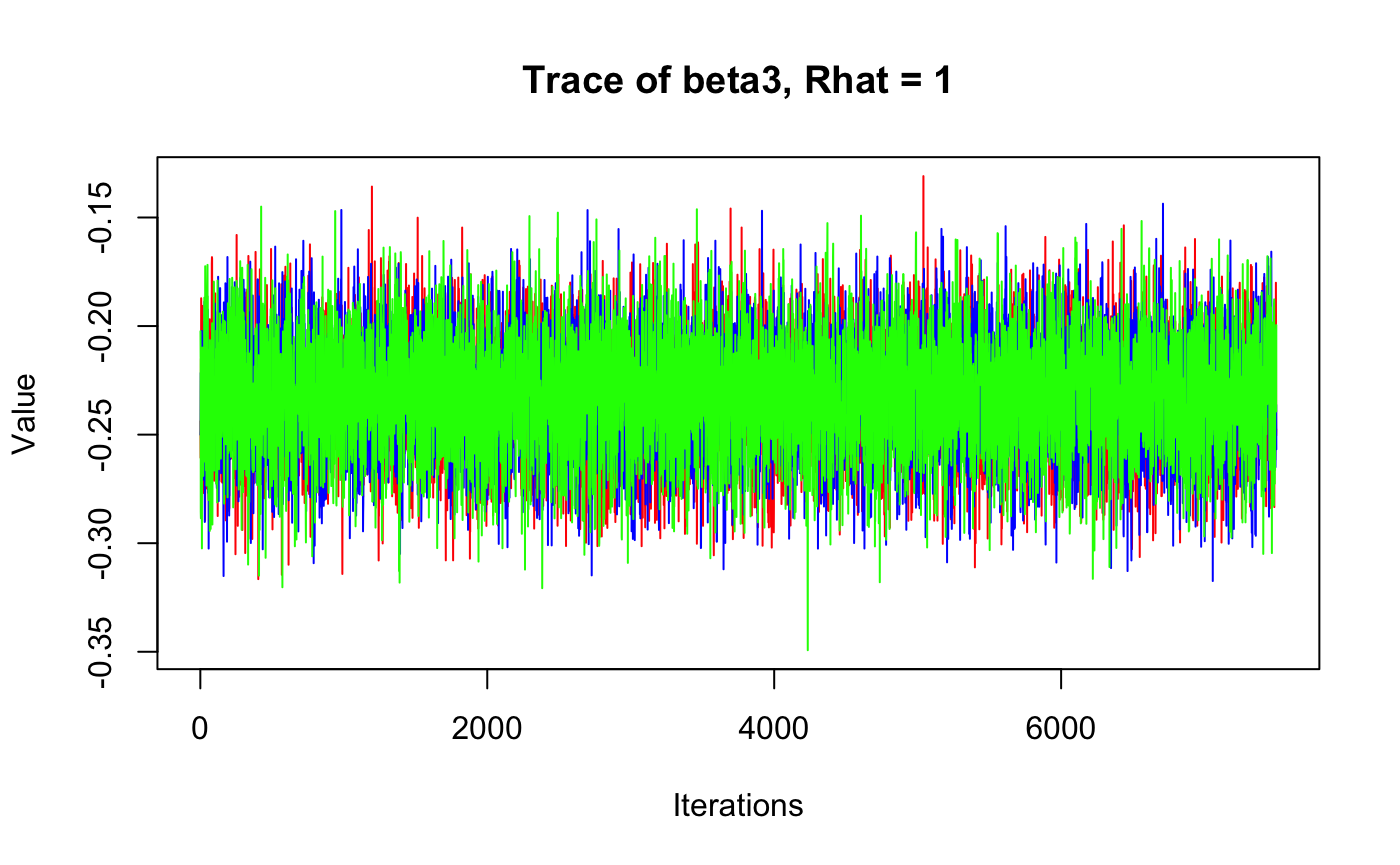 Trace of beta3, Rhat = 1
Value
-0.15
-0.20
-0.25
-0.30
-0.35
0 2000 4000 6000
Iterations